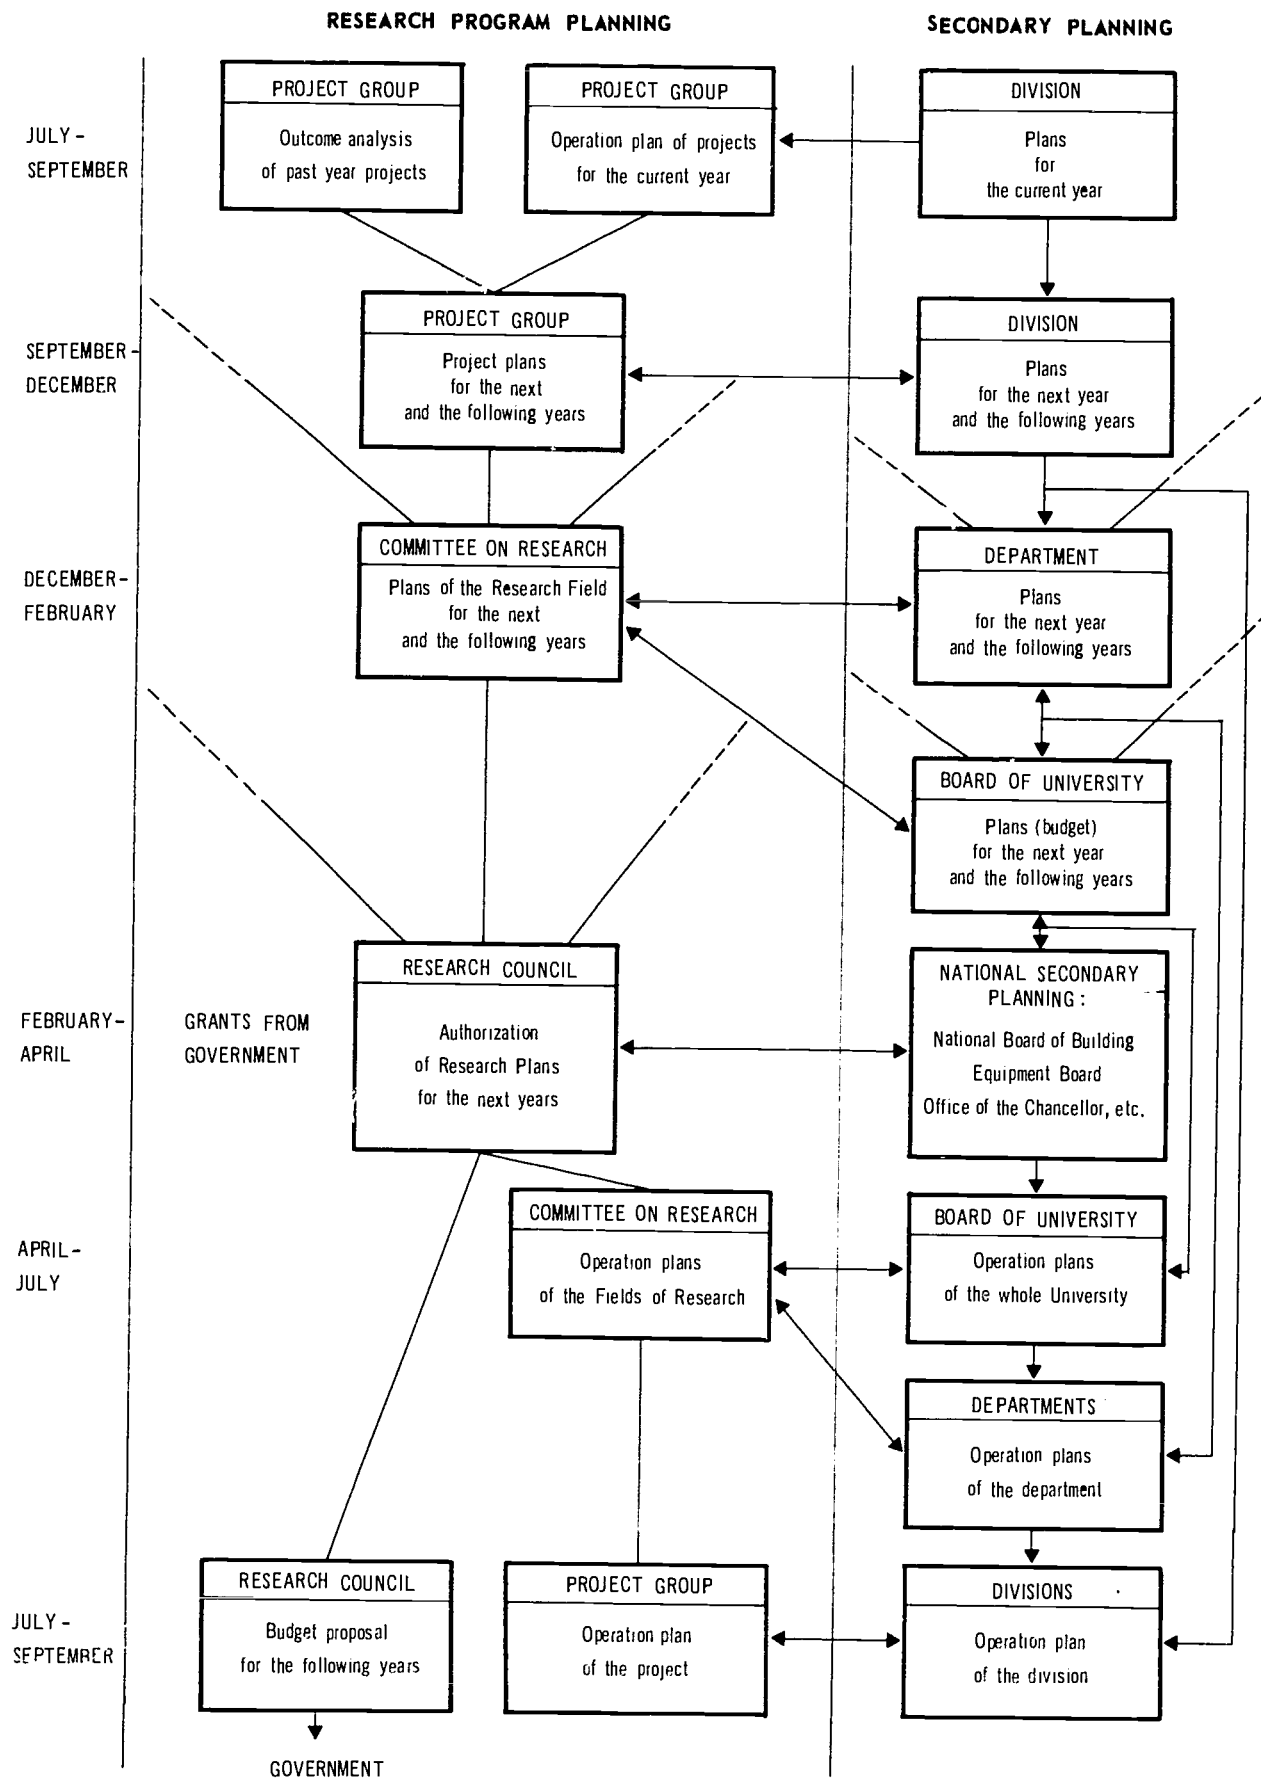 RESEARCH PROGRAM PLANNING
SECONDARY PLANNING
JULY -
SEPTEMBER
PROJECT GROUP
Outcome analysis
of past year projects
PROJECT GROUP
Operation plan of projects
for the current year
DIVISION
Plans
for
the current year
SEPTEMBER -
DECEMBER
PROJECT GROUP
Project plans
for the next
and the following years
DIVISION
Plans
for the next year
and the following years
DECEMBER -
FEBRUARY
COMMITTEE ON RESEARCH
Plans of the Research Field
for the next
and the following years
DEPARTMENT
Plans
for the next year
and the following years
BOARD OF UNIVERSITY
Plans (budget)
for the next year
and the following years
FEBRUARY -
APRIL
GRANTS FROM
GOVERNMENT
RESEARCH COUNCIL
Authorization
of Research Plans
for the next years
NATIONAL SECONDARY
PLANNING :
National Board of Building
Equipment Board
Office of the Chancellor, etc.
APRIL -
JULY
COMMITTEE ON RESEARCH
Operation plans
of the Fields of Research
BOARD OF UNIVERSITY
Operation plans
of the whole University
DEPARTMENTS
Operation plans
of the department
JULY -
SEPTEMBER
RESEARCH COUNCIL
Budget proposal
for the following years
PROJECT GROUP
Operation plan
of the project
DIVISIONS
Operation plan
of the division
GOVERNMENT